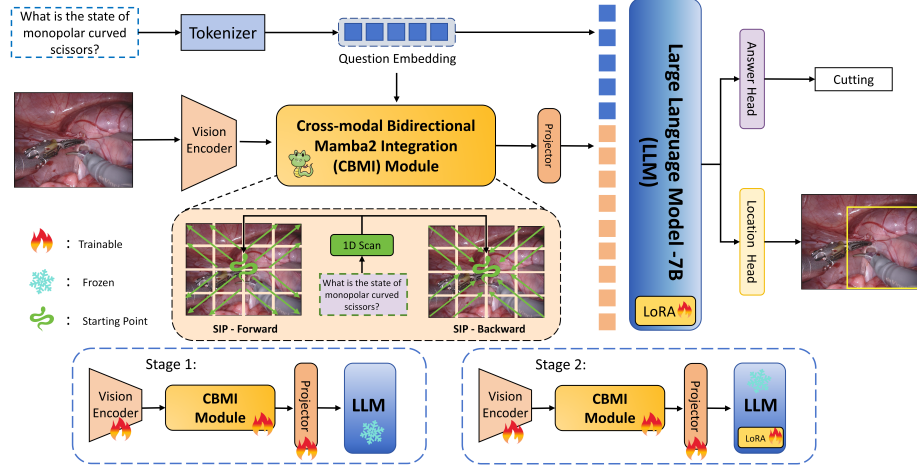 What is the state of
monopolar curved
scissors?
Tokenizer
Question Embedding
Vision
Encoder
Cross-modal Bidirectional
Mamba2 Integration
(CBMI) Module
Projector
Large Language Model -7B
(LLM)
LoRA
Answer Head
Cutting
Location Head
: Trainable
: Frozen
: Starting Point
1D Scan
What is the state of
monopolar curved
scissors?
SIP - Forward
SIP - Backward
Stage 1:
Vision
Encoder
CBMI
Module
Projector
LLM
Stage 2:
Vision
Encoder
CBMI
Module
Projector
LLM
LoRA